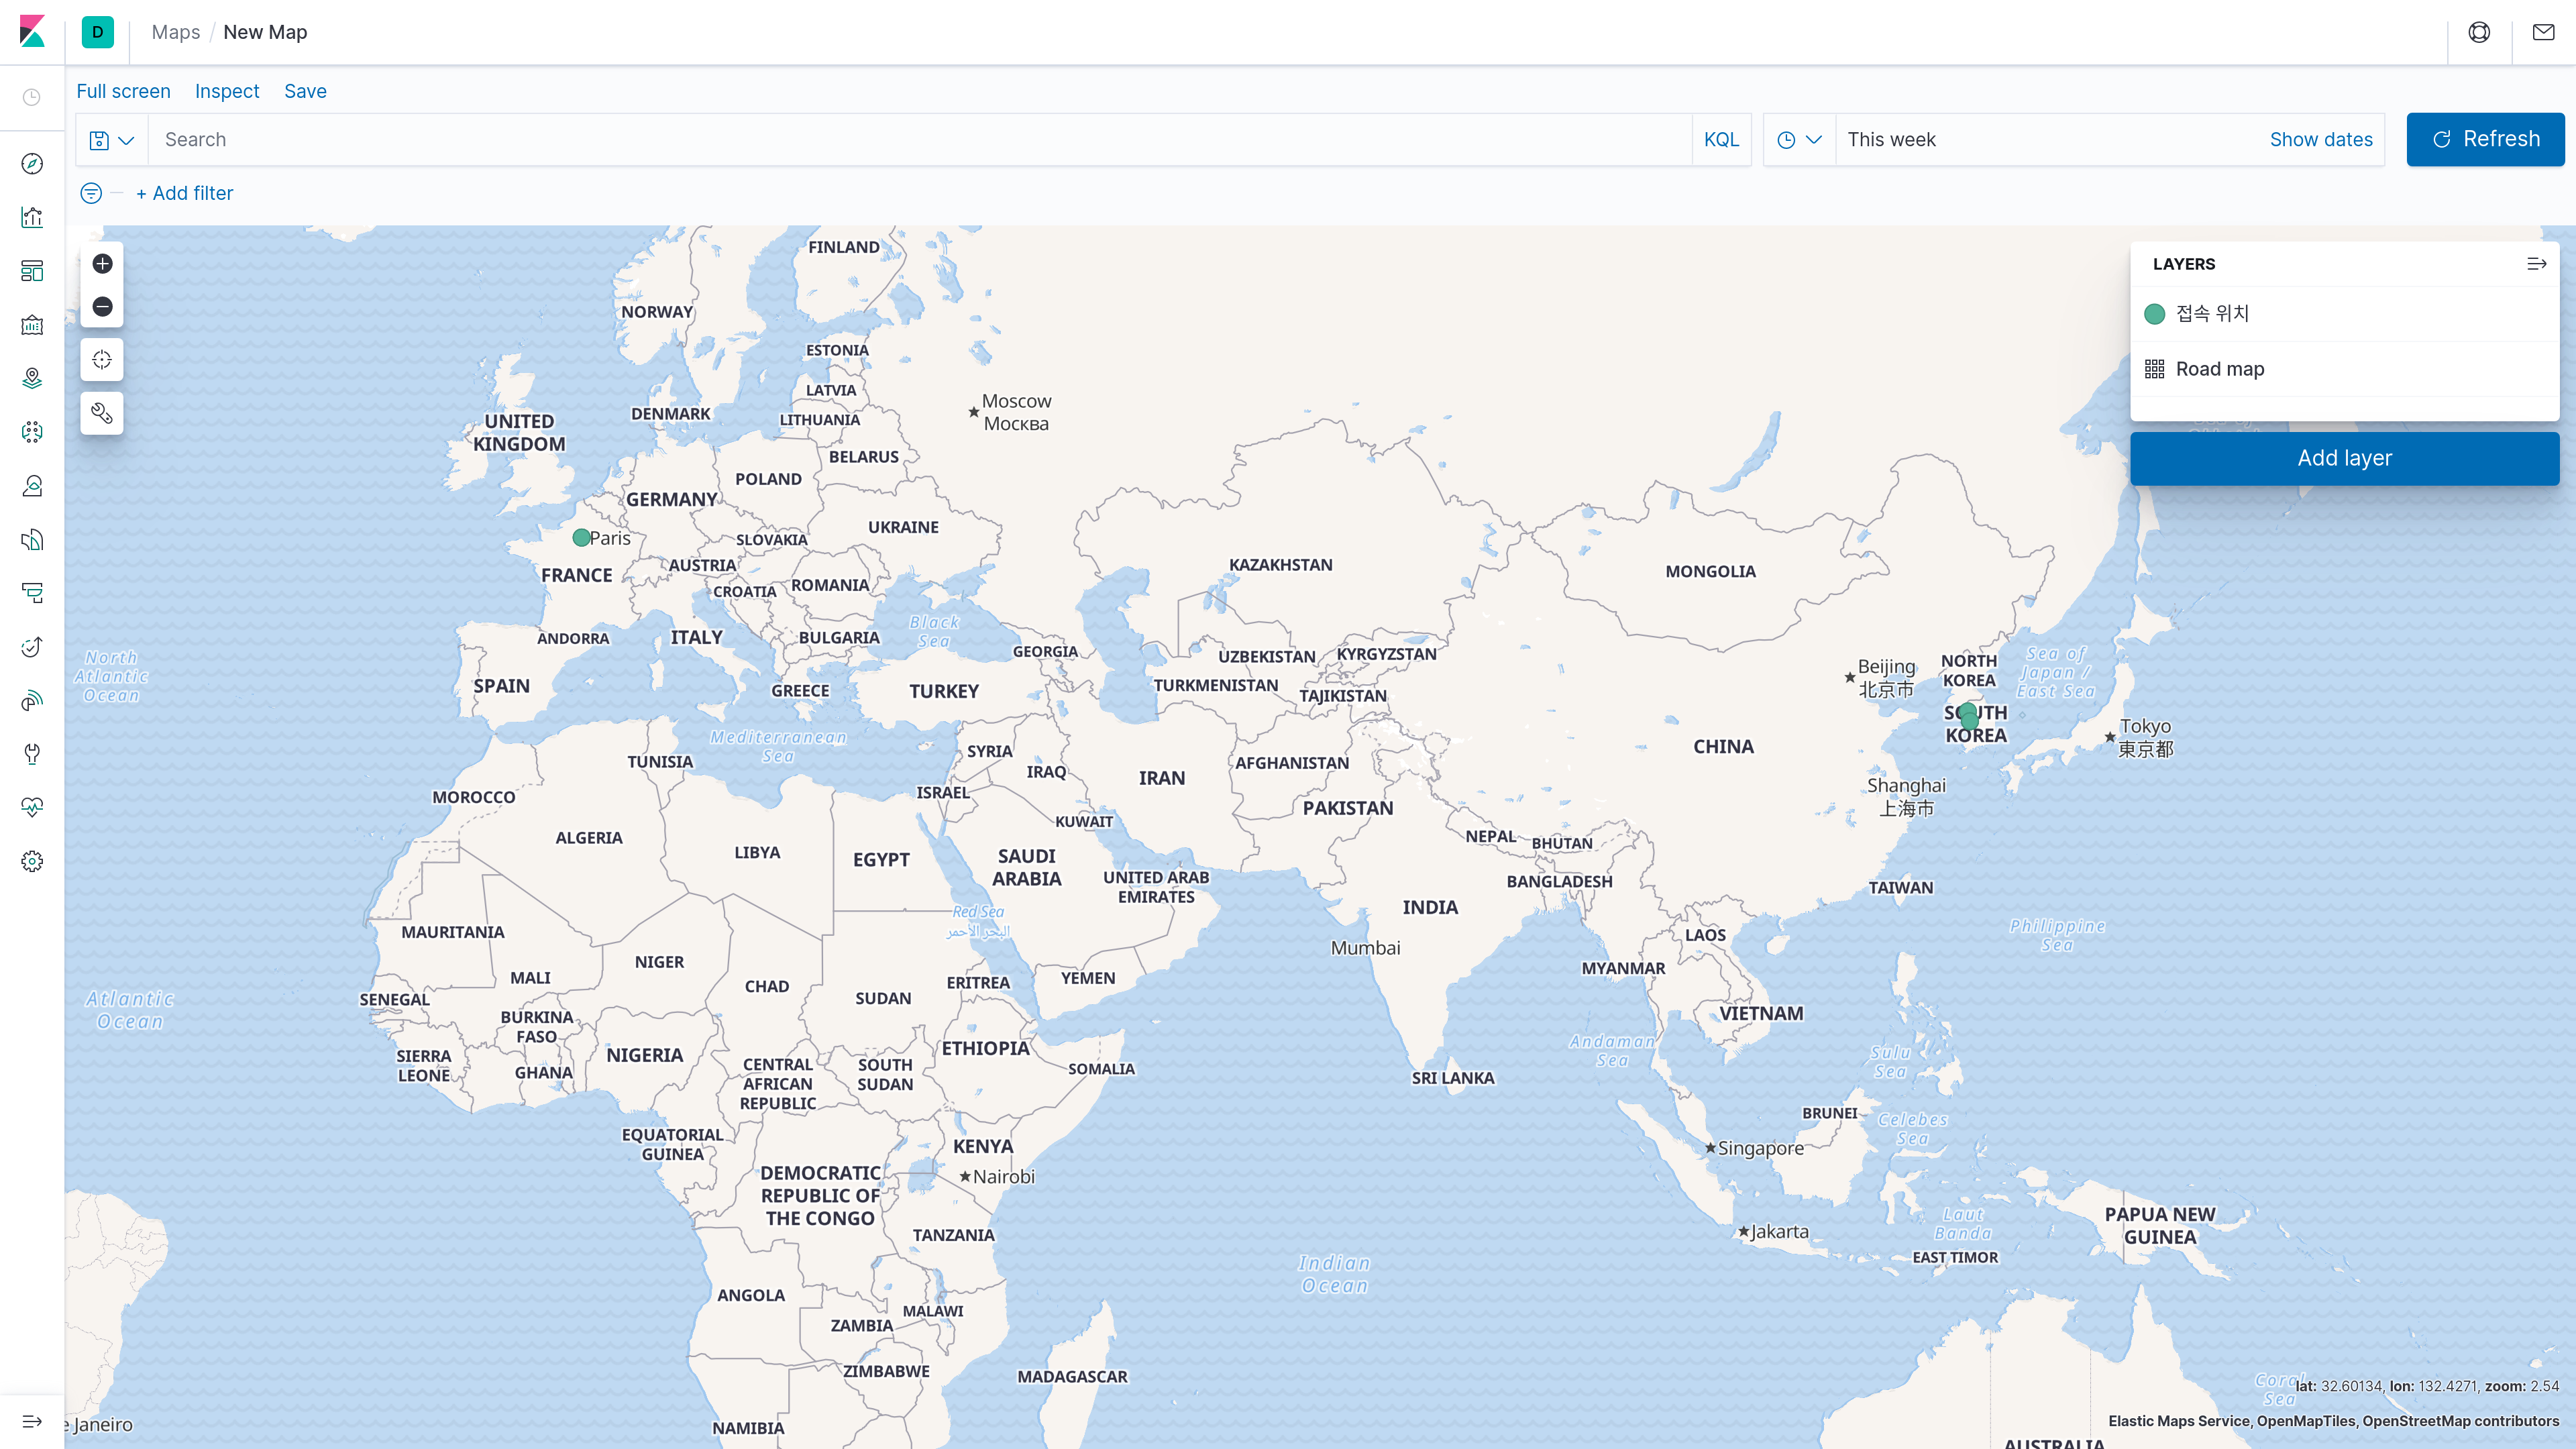 D
Maps / New Map
Full screen Inspect Save
Search
KQL
This week
Show dates
Refresh
+ Add filter
LAYERS
접속 위치
Road map
Add layer
FINLAND
NORWAY
ESTONIA
LATVIA
LITHUANIA
DENMARK
Moscow
Москва
UNITED
KINGDOM
BELARUS
POLAND
GERMANY
UKRAINE
Paris
SLOVAKIA
AUSTRIA
FRANCE
CROATIA
ROMANIA
KAZAKHSTAN
MONGOLIA
Black
Sea
ANDORRA
ITALY
BULGARIA
GEORGIA
UZBEKISTAN
KYRGYZSTAN
North
Atlantic
Ocean
SPAIN
GREECE
TURKEY
TURKMENISTAN
TAJIKISTAN
Beijing
北京市
NORTH
KOREA
Sea of
Japan /
East Sea
SOUTH
KOREA
Tokyo
東京都
Mediterranean
Sea
TUNISIA
SYRIA
IRAQ
IRAN
AFGHANISTAN
CHINA
MOROCCO
ISRAEL
KUWAIT
PAKISTAN
Shanghai
上海市
ALGERIA
LIBYA
EGYPT
SAUDI
ARABIA
NEPAL
BHUTAN
UNITED ARAB
EMIRATES
BANGLADESH
TAIWAN
INDIA
Red Sea
البحر الأحمر
MAURITANIA
Mumbai
LAOS
Philippine
Sea
NIGER
MALI
CHAD
ERITREA
YEMEN
MYANMAR
SENEGAL
SUDAN
Atlantic
Ocean
BURKINA
FASO
VIETNAM
NIGERIA
ETHIOPIA
Andaman
Sea
SIERRA
LEONE
GHANA
CENTRAL
AFRICAN
REPUBLIC
SOUTH
SUDAN
SOMALIA
SRI LANKA
Sulu
Sea
BRUNEI
Celebes
Sea
EQUATORIAL
GUINEA
KENYA
Nairobi
Singapore
DEMOCRATIC
REPUBLIC OF
THE CONGO
TANZANIA
Jakarta
Laut
Banda
PAPUA NEW
GUINEA
EAST TIMOR
Indian
Ocean
ANGOLA
MALAWI
ZAMBIA
ZIMBABWE
MADAGASCAR
Coral
Sea
lat: 32.60134, lon: 132.4271, zoom: 2.54
e Janeiro
NAMIBIA
Elastic Maps Service, OpenMapTiles, OpenStreetMap contributors
AUSTRALIA